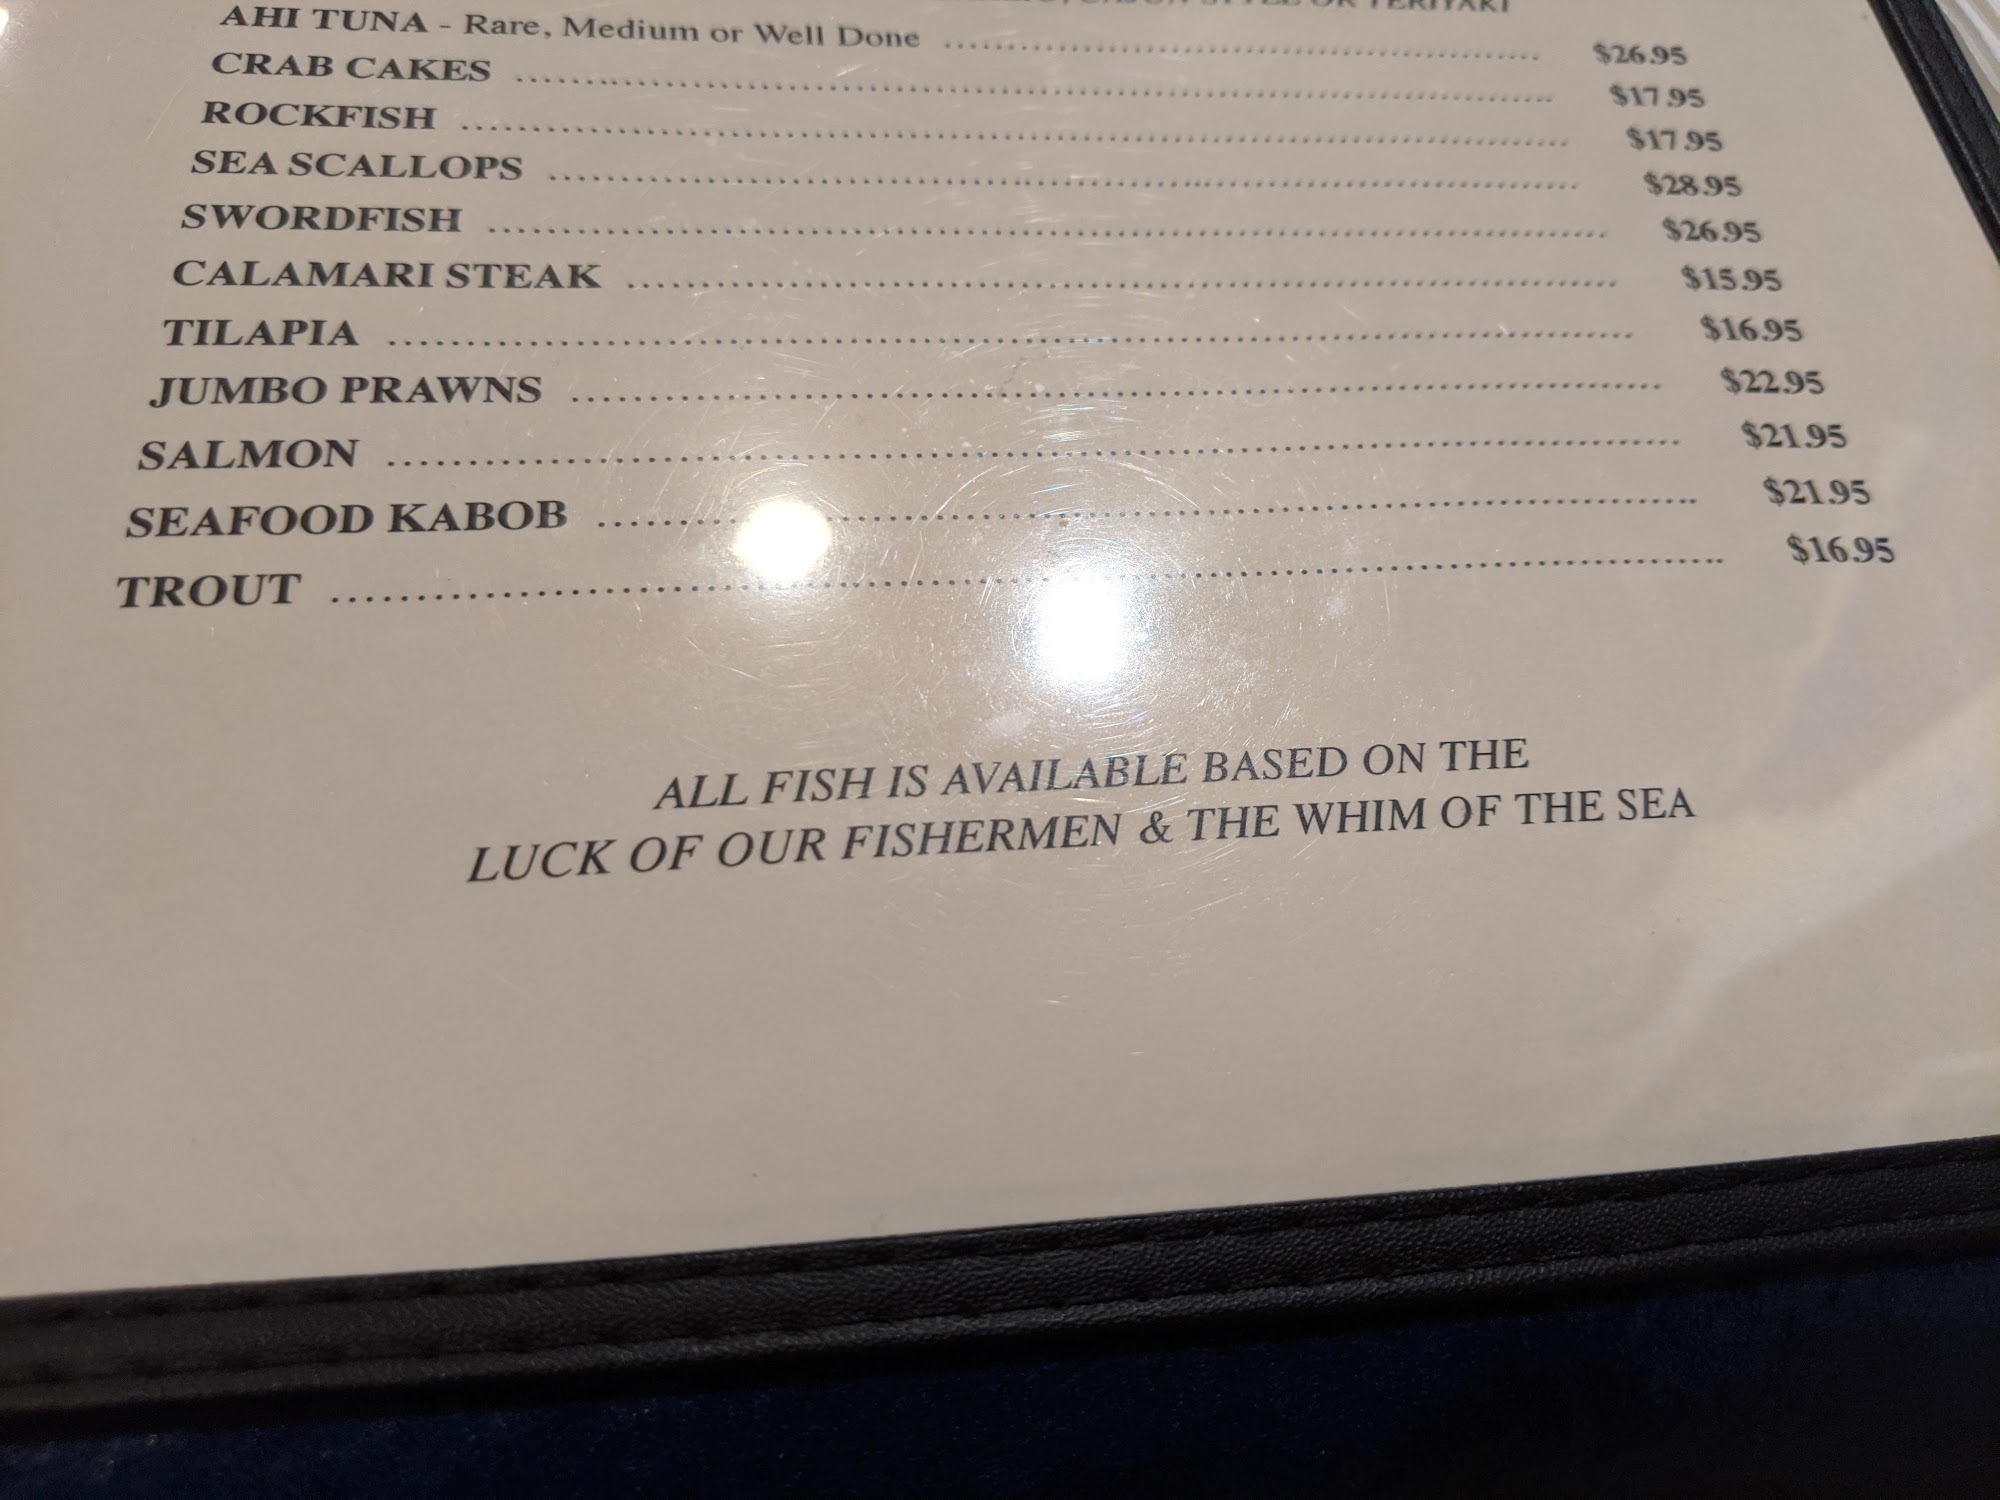 STYLE OR TERIYAKI
AHI TUNA - Rare, Medium or Well Done ........ $26.95
CRAB CAKES ........ $17.95
ROCKFISH ........ $17.95
SEA SCALLOPS ........ $28.95
SWORDFISH ........ $26.95
CALAMARI STEAK ........ $15.95
TILAPIA ........ $16.95
JUMBO PRAWNS ........ $22.95
SALMON ........ $21.95
SEAFOOD KABOB ........ $21.95
TROUT ........ $16.95
ALL FISH IS AVAILABLE BASED ON THE
LUCK OF OUR FISHERMEN & THE WHIM OF THE SEA